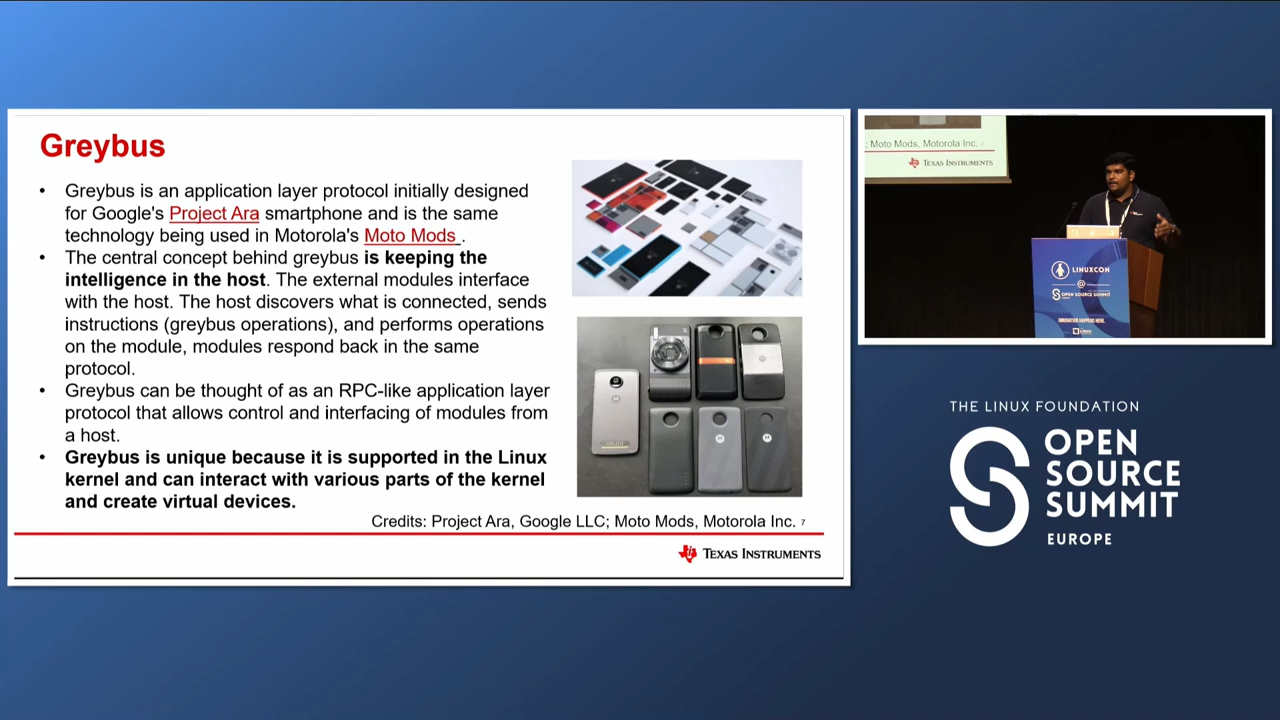 Greybus
• Greybus is an application layer protocol initially designed
for Google's Project Ara smartphone and is the same
technology being used in Motorola's Moto Mods .
• The central concept behind greybus is keeping the
intelligence in the host. The external modules interface
with the host. The host discovers what is connected, sends
instructions (greybus operations), and performs operations
on the module, modules respond back in the same
protocol.
• Greybus can be thought of as an RPC-like application layer
protocol that allows control and interfacing of modules from
a host.
• Greybus is unique because it is supported in the Linux
kernel and can interact with various parts of the kernel
and create virtual devices.
Credits: Project Ara, Google LLC; Moto Mods, Motorola Inc. 7
TEXAS INSTRUMENTS
; Moto Mods, Motorola Inc.
TEXAS INSTRUMENTS
LINUXCON
@
OPEN SOURCE SUMMIT
INNOVATION HAPPENS HERE.
THE LINUX FOUNDATION
OPEN
SOURCE
SUMMIT
EUROPE